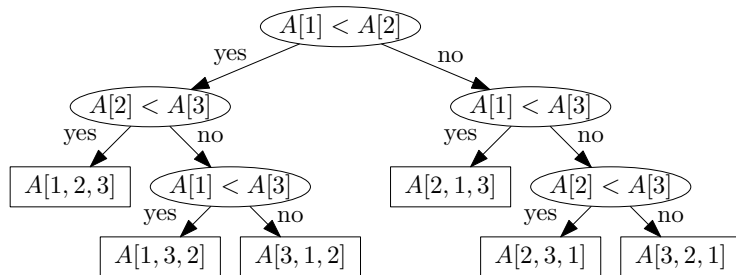 A[1] < A[2]
yes no
A[2] < A[3] A[1] < A[3]
yes no yes no
A[1, 2, 3] A[1] < A[3] A[2, 1, 3] A[2] < A[3]
yes no yes no
A[1, 3, 2] A[3, 1, 2] A[2, 3, 1] A[3, 2, 1]